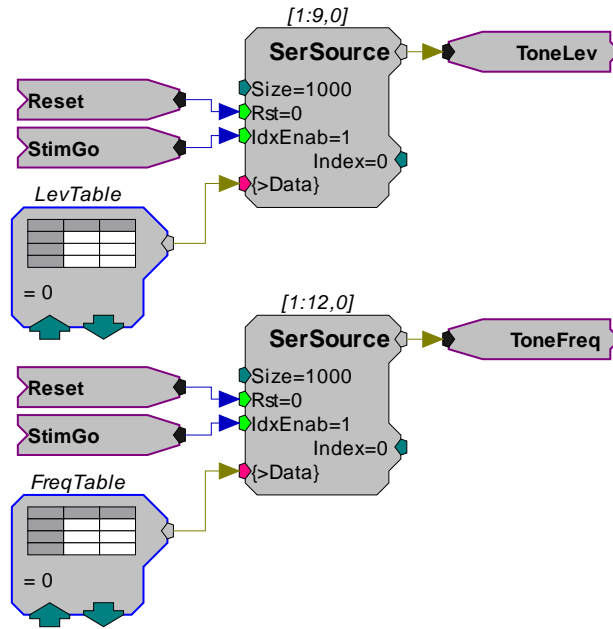 [1:9,0]
SerSource
ToneLev
Size=1000
Reset
Rst=0
StimGo
IdxEnab=1
Index=0
LevTable
{>Data}
= 0
[1:12,0]
SerSource
ToneFreq
Size=1000
Reset
Rst=0
StimGo
IdxEnab=1
Index=0
FreqTable
{>Data}
= 0